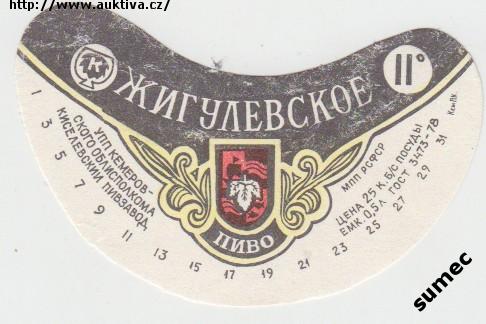 http://www.auktiva.cz/
К
ЖИГУЛЕВСКОЕ
11°
УПП КЕМЕРОВ-
СКОГО ОБЛИСПОЛКОМА
КИСЕЛЕВСКИЙ ПИВЗАВОД
ПИВО
МПП РСФСР
ЦЕНА 25 К. Б/С ПОСУДЫ
ЕМК. 0,5 Л ГОСТ 3473-78
1 3 5 7 9 11 13 15 17 19 21 23 25 27 29 31
sumec